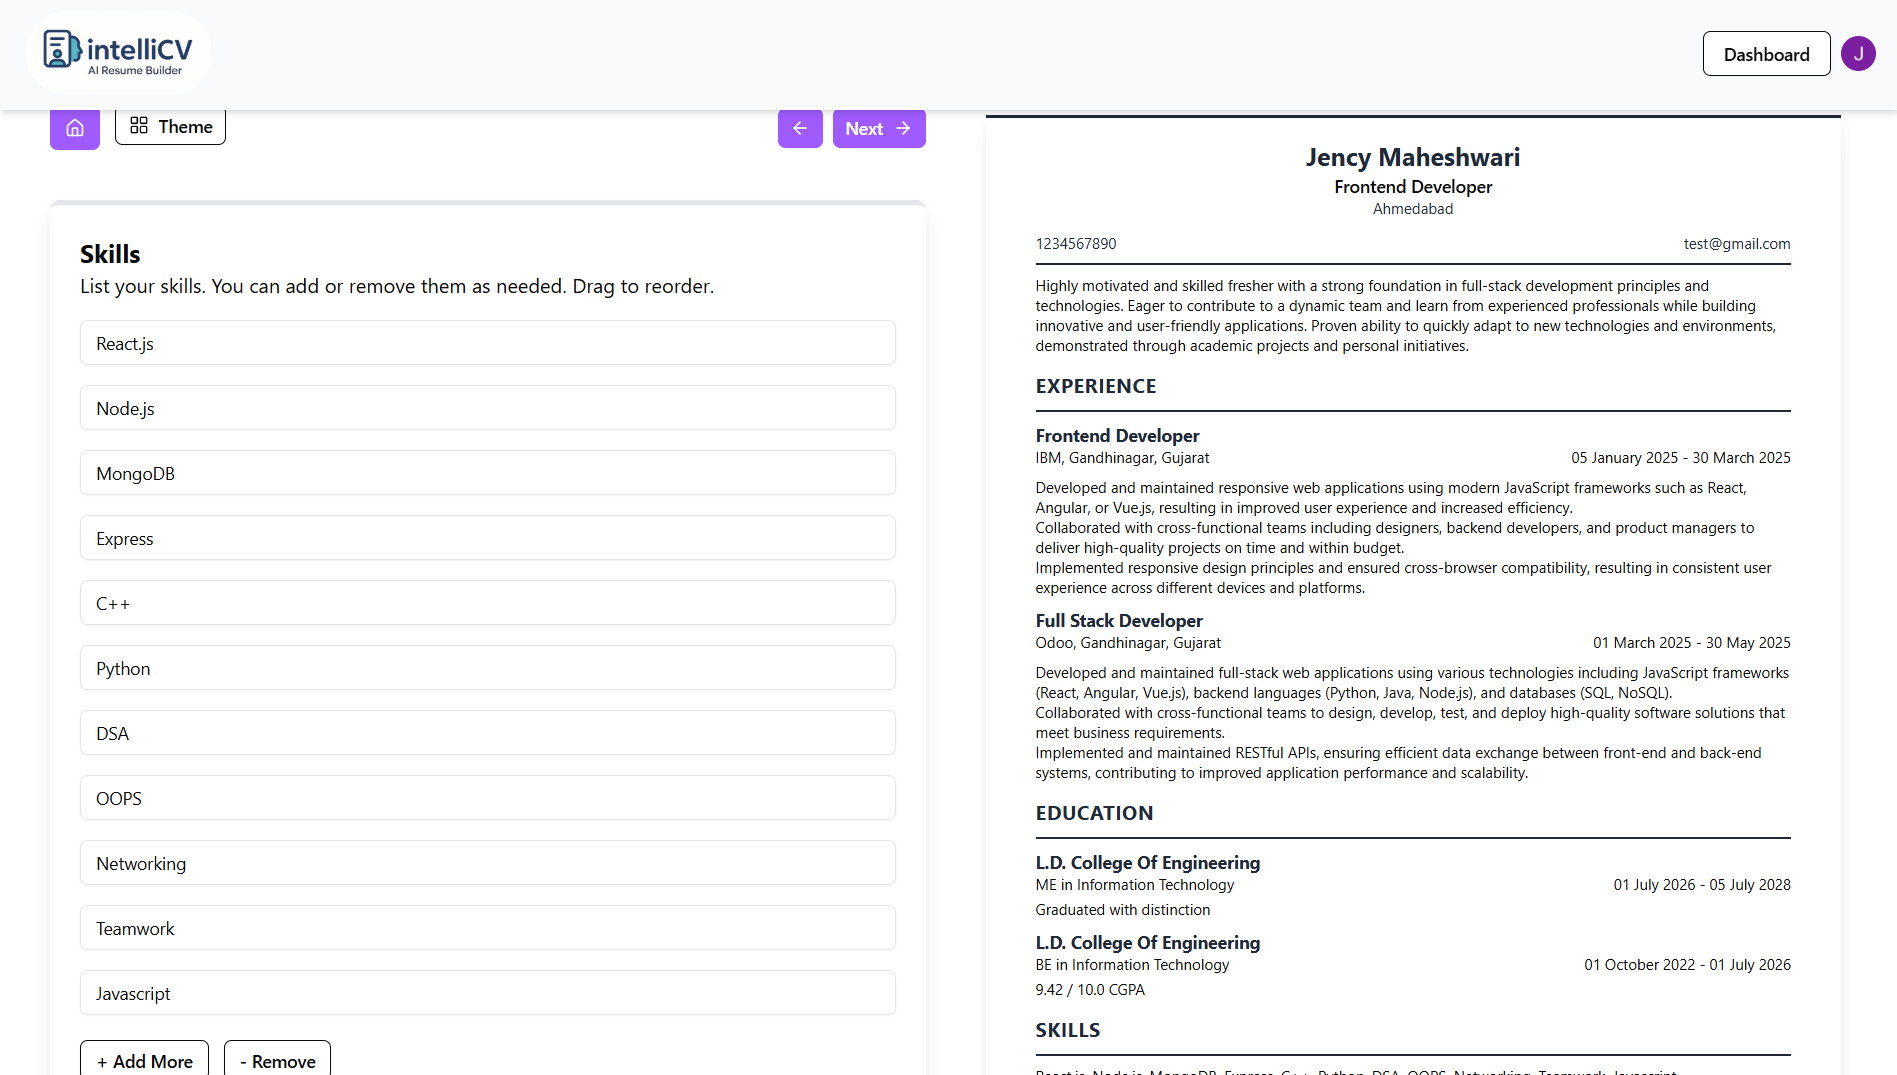 intelliCV
AI Resume Builder
Dashboard
J
Theme
Next
Skills
List your skills. You can add or remove them as needed. Drag to reorder.
React.js
Node.js
MongoDB
Express
C++
Python
DSA
OOPS
Networking
Teamwork
Javascript
+ Add More
- Remove
Jency Maheshwari
Frontend Developer
Ahmedabad
1234567890
test@gmail.com
Highly motivated and skilled fresher with a strong foundation in full-stack development principles and
technologies. Eager to contribute to a dynamic team and learn from experienced professionals while building
innovative and user-friendly applications. Proven ability to quickly adapt to new technologies and environments,
demonstrated through academic projects and personal initiatives.
EXPERIENCE
Frontend Developer
IBM, Gandhinagar, Gujarat
05 January 2025 - 30 March 2025
Developed and maintained responsive web applications using modern JavaScript frameworks such as React,
Angular, or Vue.js, resulting in improved user experience and increased efficiency.
Collaborated with cross-functional teams including designers, backend developers, and product managers to
deliver high-quality projects on time and within budget.
Implemented responsive design principles and ensured cross-browser compatibility, resulting in consistent user
experience across different devices and platforms.
Full Stack Developer
Odoo, Gandhinagar, Gujarat
01 March 2025 - 30 May 2025
Developed and maintained full-stack web applications using various technologies including JavaScript frameworks
(React, Angular, Vue.js), backend languages (Python, Java, Node.js), and databases (SQL, NoSQL).
Collaborated with cross-functional teams to design, develop, test, and deploy high-quality software solutions that
meet business requirements.
Implemented and maintained RESTful APIs, ensuring efficient data exchange between front-end and back-end
systems, contributing to improved application performance and scalability.
EDUCATION
L.D. College Of Engineering
ME in Information Technology
01 July 2026 - 05 July 2028
Graduated with distinction
L.D. College Of Engineering
BE in Information Technology
01 October 2022 - 01 July 2026
9.42 / 10.0 CGPA
SKILLS
React.js, Node.js, MongoDB, Express, C++, Python, DSA, OOPS, Networking, Teamwork, Javascript